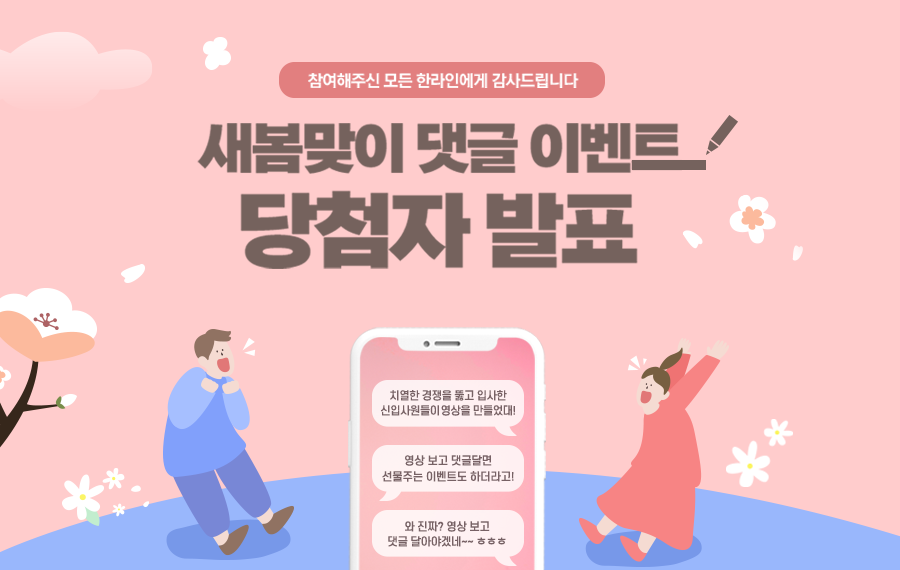 참여해주신 모든 한라인에게 감사드립니다
새봄맞이 댓글 이벤트
당첨자 발표
치열한 경쟁을 뚫고 입사한
신입사원들이 영상을 만들었대!
영상 보고 댓글달면
선물주는 이벤트도 하더라고!
와 진짜? 영상 보고
댓글 달아야겠네~~ ㅎㅎㅎ